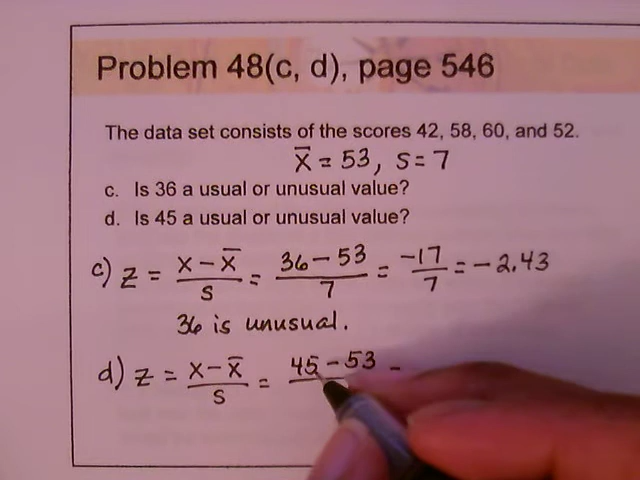 Problem 48(c, d), page 546
The data set consists of the scores 42, 58, 60, and 52.
x̄ = 53, s = 7
c. Is 36 a usual or unusual value?
d. Is 45 a usual or unusual value?
c) z = (x − x̄)/s = (36 − 53)/7 = −17/7 = −2.43
36 is unusual.
d) z = (x − x̄)/s = 45 − 53 =